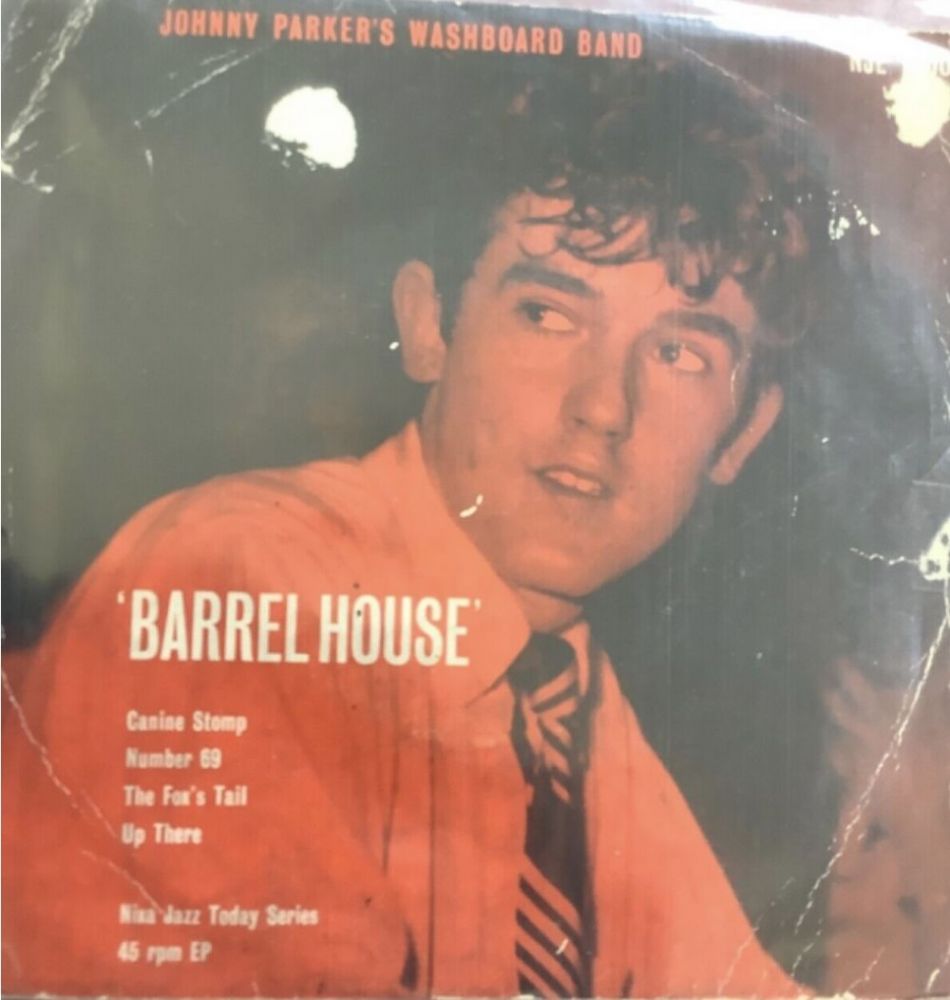 JOHNNY PARKER'S WASHBOARD BAND
NJE
'BARREL HOUSE'
Canine Stomp
Number 69
The Fox's Tail
Up There
Nixa Jazz Today Series
45 rpm EP